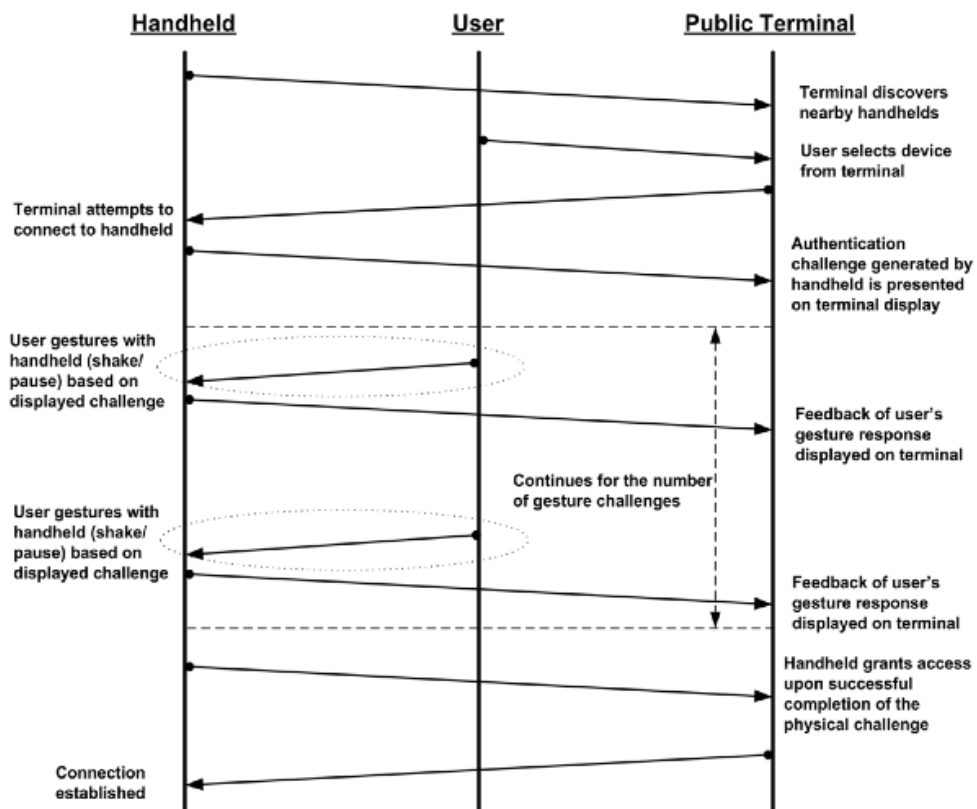 Handheld
User
Public Terminal
Terminal discovers
nearby handhelds
User selects device
from terminal
Terminal attempts to
connect to handheld
Authentication
challenge generated by
handheld is presented
on terminal display
User gestures with
handheld (shake/
pause) based on
displayed challenge
Feedback of user's
gesture response
displayed on terminal
Continues for the number
of gesture challenges
User gestures with
handheld (shake/
pause) based on
displayed challenge
Feedback of user's
gesture response
displayed on terminal
Handheld grants access
upon successful
completion of the
physical challenge
Connection
established